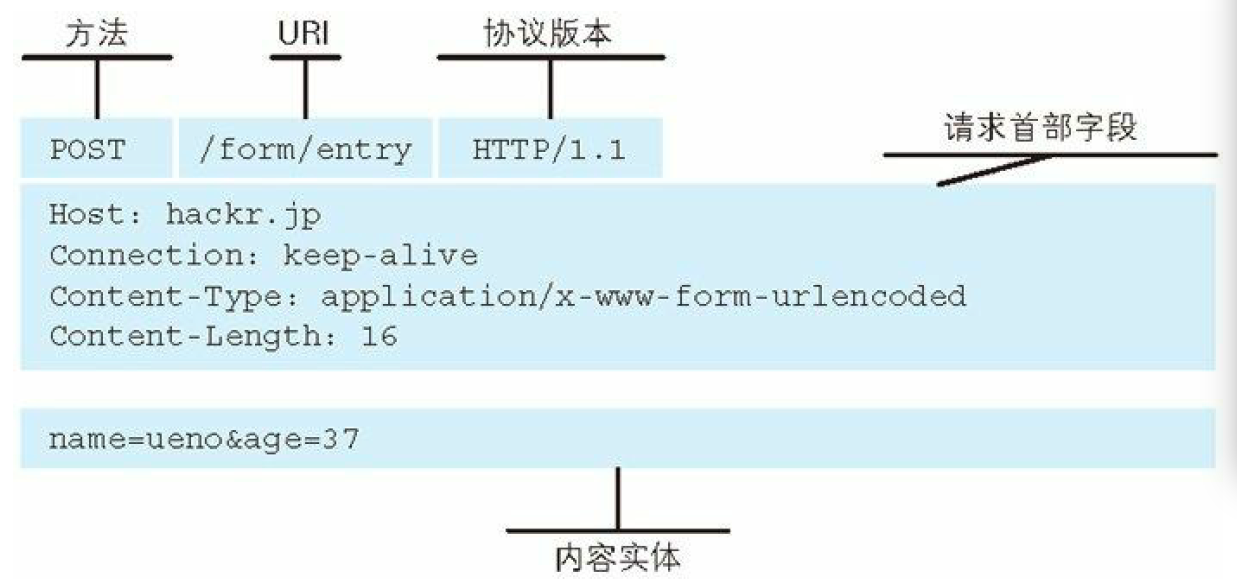 方法 URI 协议版本
请求首部字段
POST /form/entry HTTP/1.1
Host: hackr.jp
Connection: keep-alive
Content-Type: application/x-www-form-urlencoded
Content-Length: 16
name=ueno&age=37
内容实体